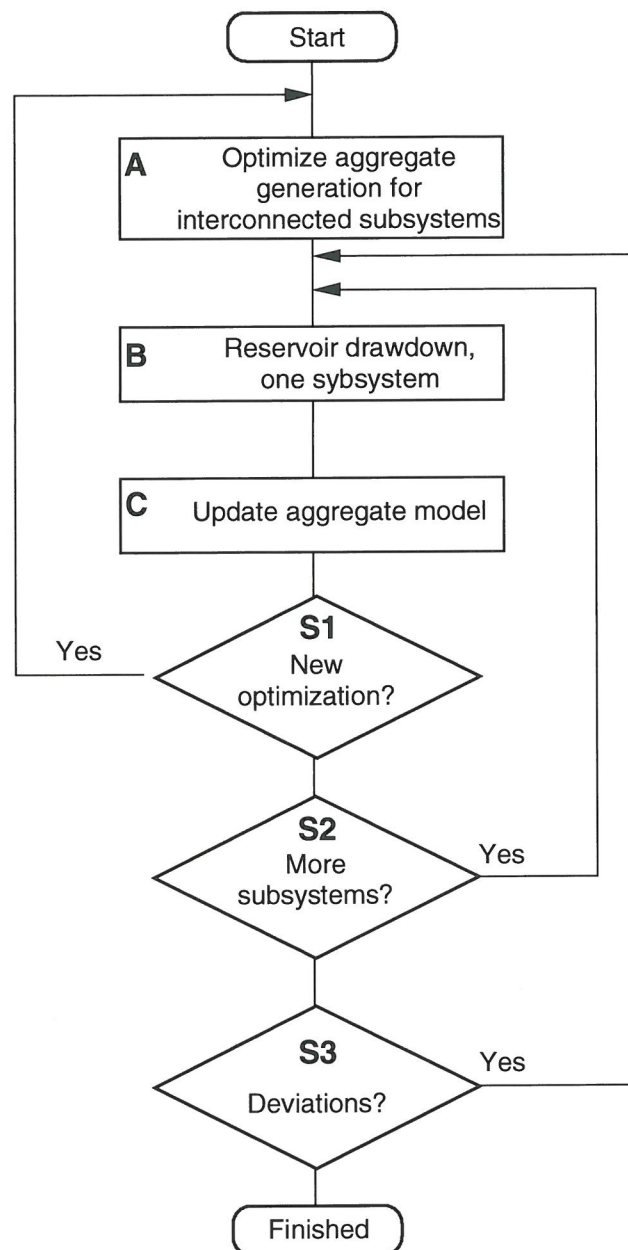 Start
A
Optimize aggregate
generation for
interconnected subsystems
B
Reservoir drawdown,
one sybsystem
C
Update aggregate model
S1
New
optimization?
Yes
S2
More
subsystems?
Yes
S3
Deviations?
Yes
Finished